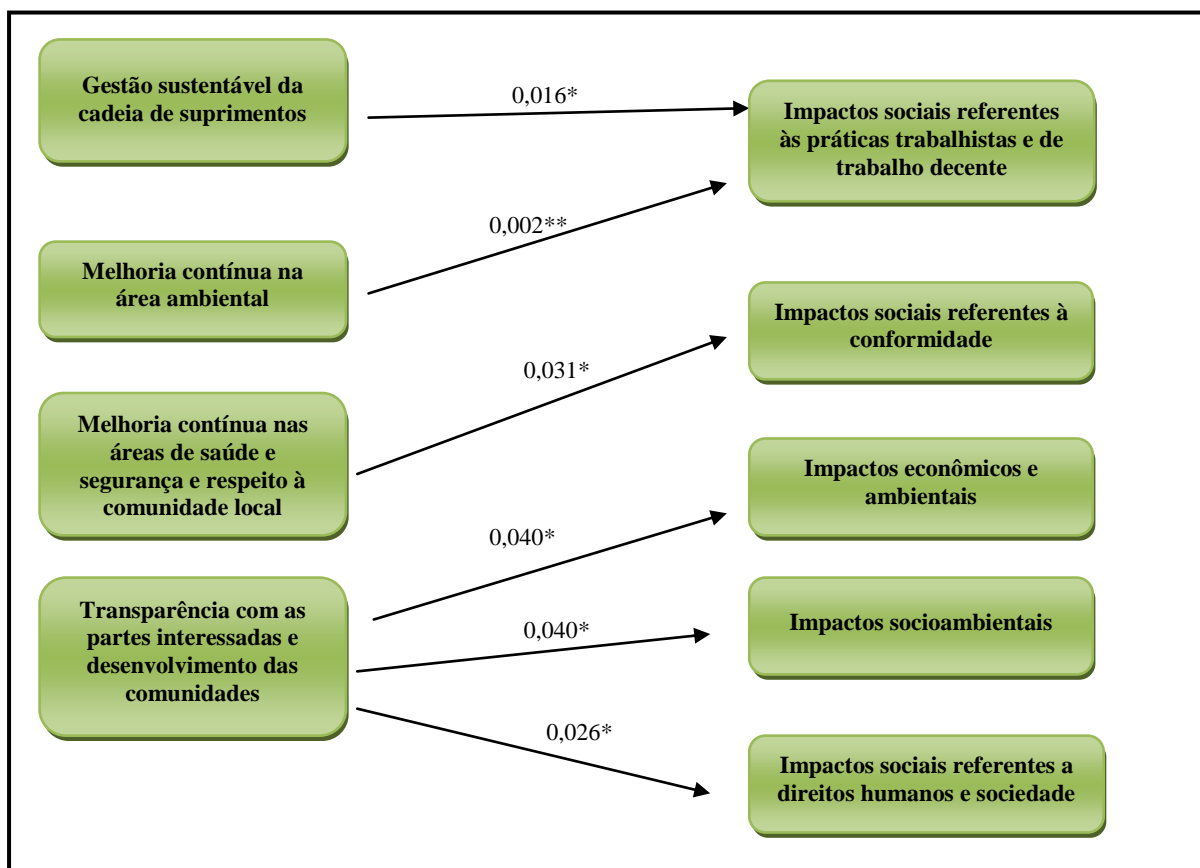 Gestão sustentável da
cadeia de suprimentos
0,016*
Impactos sociais referentes
às práticas trabalhistas e de
trabalho decente
Melhoria contínua na
área ambiental
0,002**
Impactos sociais referentes à
conformidade
Melhoria contínua nas
áreas de saúde e
segurança e respeito à
comunidade local
0,031*
Impactos econômicos e
ambientais
Transparência com as
partes interessadas e
desenvolvimento das
comunidades
0,040*
0,040*
Impactos socioambientais
0,026*
Impactos sociais referentes a
direitos humanos e sociedade